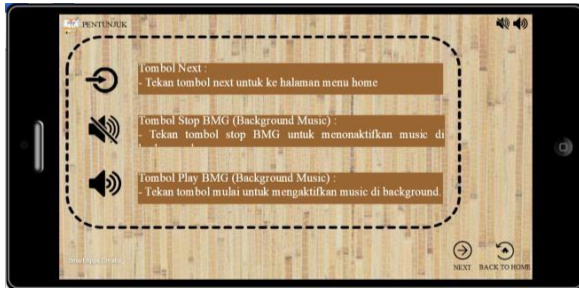 PENTUNJUK
Tombol Next :
- Tekan tombol next untuk ke halaman menu home
Tombol Stop BMG (Background Music) :
- Tekan tombol stop BMG untuk menonaktifkan music di
Tombol Play BMG (Background Music) :
- Tekan tombol mulai untuk mengaktifkan music di background.
NEXT
BACK TO HOME